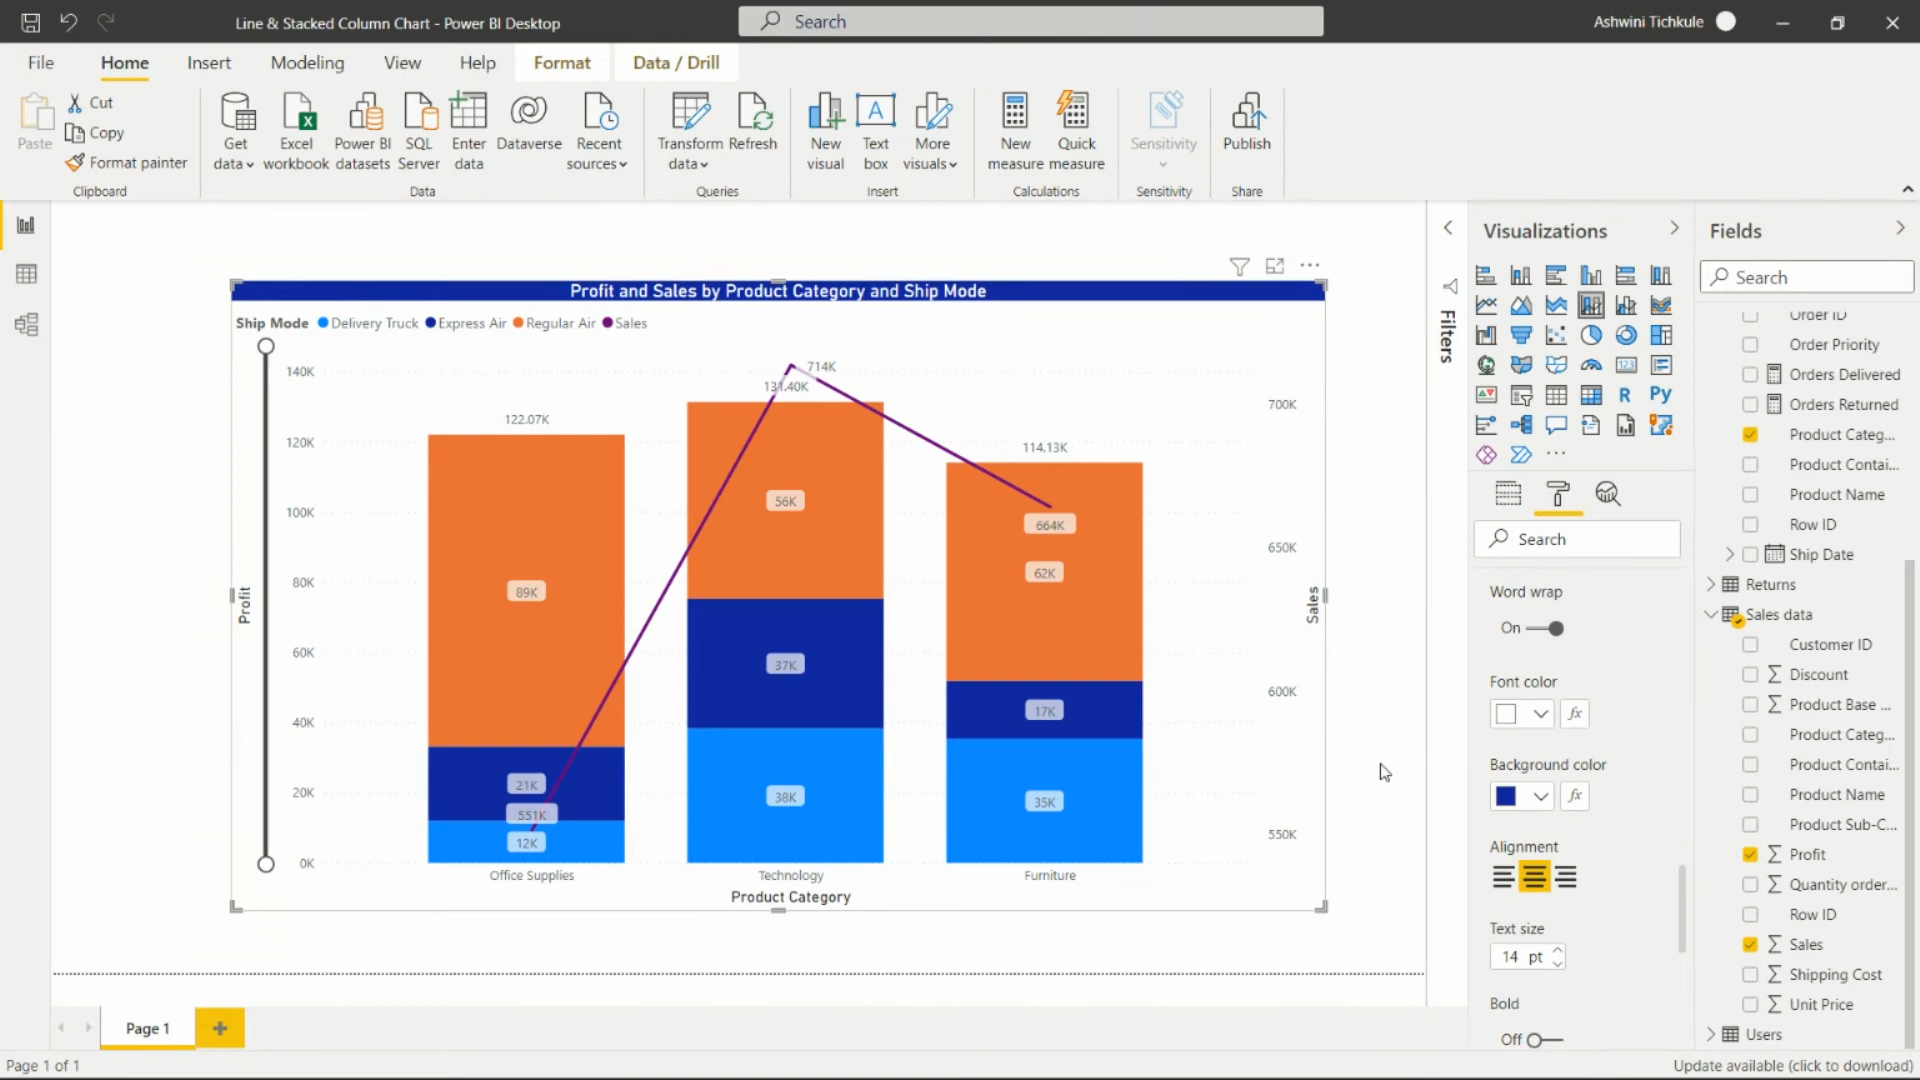 Line & Stacked Column Chart - Power BI Desktop
Search
Ashwini Tichkule
File
Home
Insert
Modeling
View
Help
Format
Data / Drill
Paste
Cut
Copy
Format painter
Clipboard
Get data
Excel workbook
Power BI datasets
SQL Server
Enter data
Dataverse
Recent sources
Data
Transform data
Refresh
Queries
New visual
Text box
More visuals
Insert
New measure
Quick measure
Calculations
Sensitivity
Sensitivity
Publish
Share
Profit and Sales by Product Category and Ship Mode
Ship Mode
Delivery Truck
Express Air
Regular Air
Sales
140K
120K
100K
80K
60K
40K
20K
0K
Profit
122.07K
89K
21K
551K
12K
714K
131.40K
56K
37K
38K
114.13K
664K
62K
17K
35K
700K
650K
600K
550K
Sales
Office Supplies
Technology
Furniture
Product Category
Filters
Visualizations
123
R
Py
Search
Word wrap
On
Font color
fx
Background color
fx
Alignment
Text size
14 pt
Bold
Off
Fields
Search
Order ID
Order Priority
Orders Delivered
Orders Returned
Product Categ...
Product Contai...
Product Name
Row ID
Ship Date
Returns
Sales data
Customer ID
Discount
Product Base ...
Product Categ...
Product Contai...
Product Name
Product Sub-C...
Profit
Quantity order...
Row ID
Sales
Shipping Cost
Unit Price
Users
Page 1
Page 1 of 1
Update available (click to download)